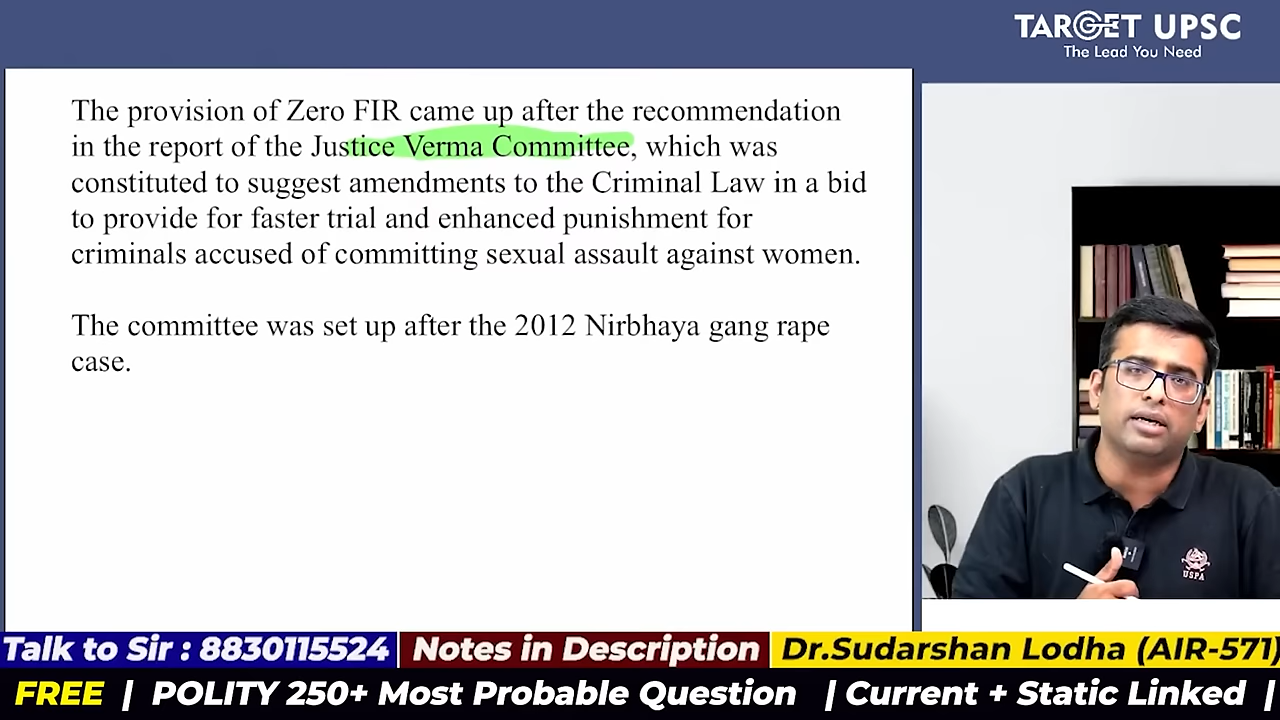 TARGET UPSC
The Lead You Need
The provision of Zero FIR came up after the recommendation
in the report of the Justice Verma Committee, which was
constituted to suggest amendments to the Criminal Law in a bid
to provide for faster trial and enhanced punishment for
criminals accused of committing sexual assault against women.
The committee was set up after the 2012 Nirbhaya gang rape
case.
USPA
Talk to Sir : 8830115524
Notes in Description
Dr.Sudarshan Lodha (AIR-571)
FREE | POLITY 250+ Most Probable Question | Current + Static Linked |